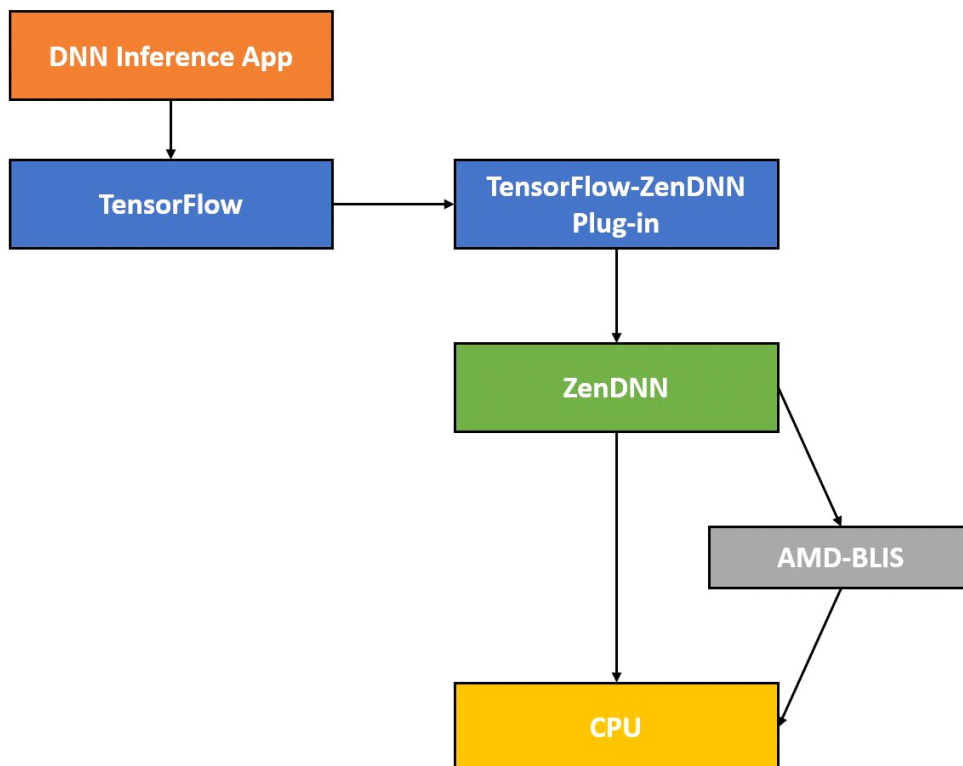 DNN Inference App
TensorFlow
TensorFlow-ZenDNN
Plug-in
ZenDNN
AMD-BLIS
CPU